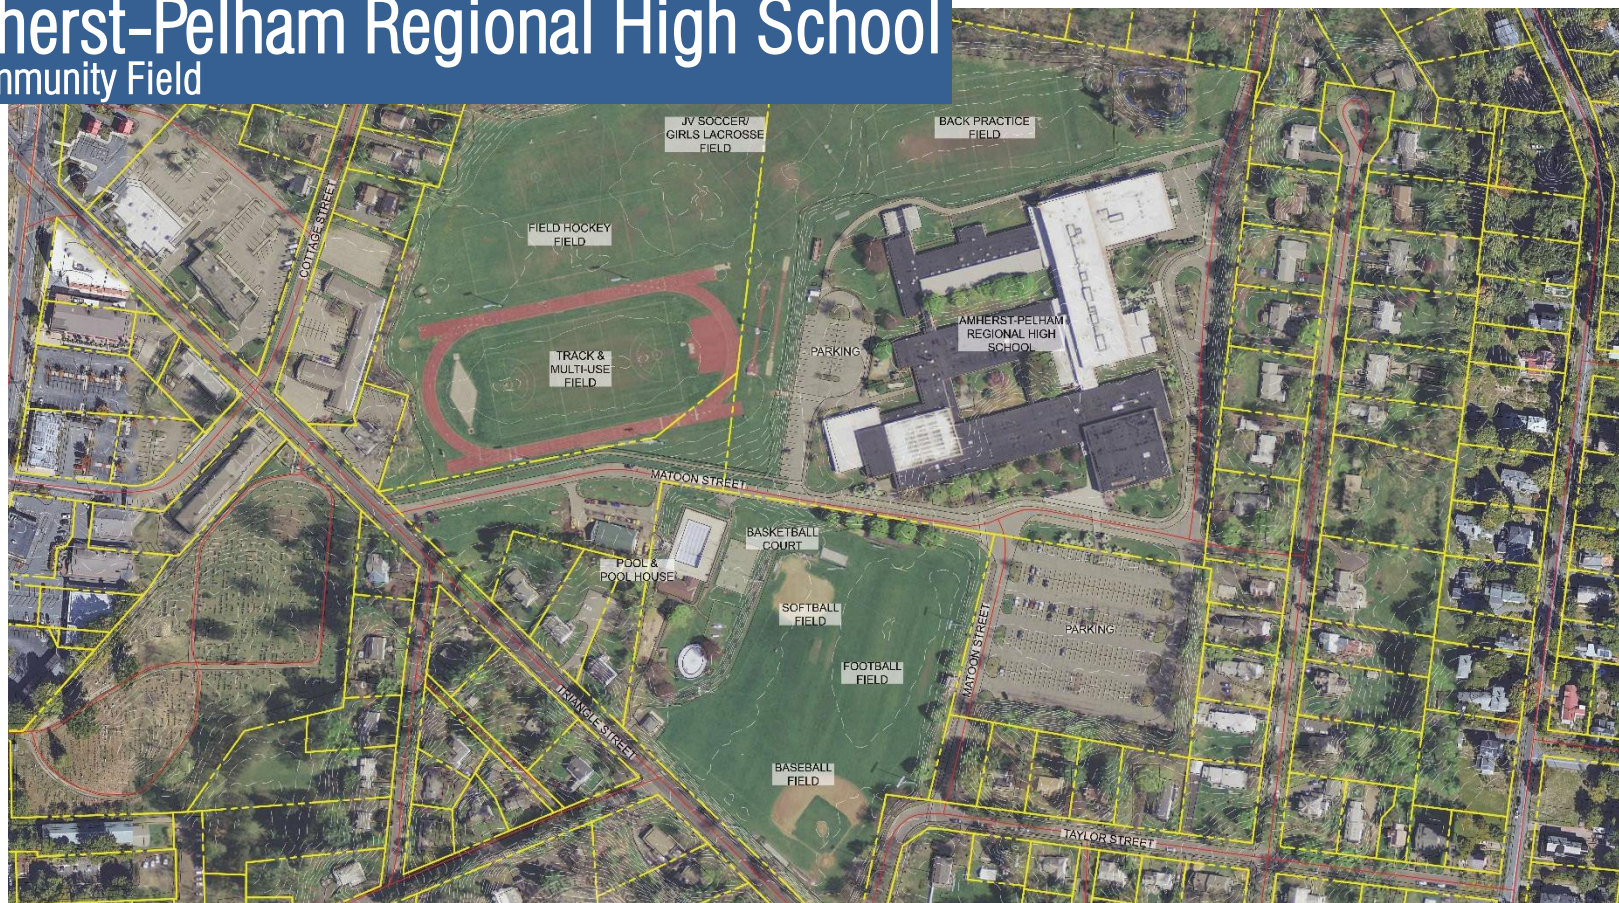 herst-Pelham Regional High School
mmunity Field
JV SOCCER/
GIRLS LACROSSE
FIELD
BACK PRACTICE
FIELD
COTTAGE STREET
FIELD HOCKEY
FIELD
AMHERST-PELHAM
REGIONAL HIGH
SCHOOL
PARKING
TRACK &
MULTI-USE
FIELD
MATOON STREET
BASKETBALL
COURT
POOL &
POOL HOUSE
SOFTBALL
FIELD
PARKING
MATOON STREET
FOOTBALL
FIELD
TRIANGLE STREET
BASEBALL
FIELD
TAYLOR STREET